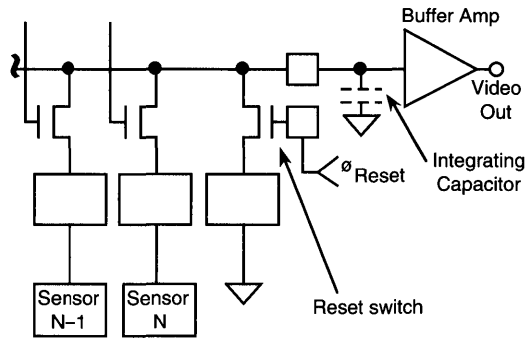 Buffer Amp
Video
Out
Integrating
Capacitor
ø Reset
Reset switch
Sensor
N–1
Sensor
N